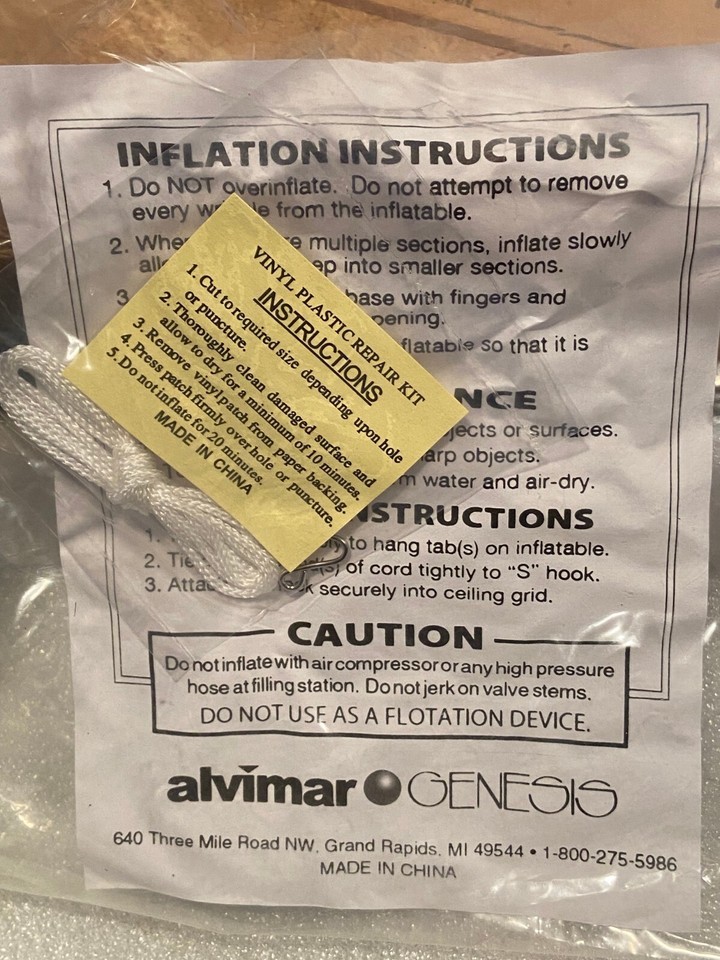 INFLATION INSTRUCTIONS
1. Do NOT overinflate. Do not attempt to remove
every from the inflatable.
2. multiple sections, inflate slowly
into smaller sections.
3 base with fingers and
opening.
so that it is
jects or surfaces.
sharp objects.
water and air-dry.
INSTRUCTIONS
1. to hang tab(s) on inflatable.
2. Tie of cord tightly to “S” hook.
3. securely into ceiling grid.
VINYL PLASTIC REPAIR KIT
INSTRUCTIONS
1. Cut to required size depending upon hole
or puncture.
2. Thoroughly clean damaged surface and
allow to dry for a minimum of 10 minutes.
3. Remove vinyl patch from paper backing.
4. Press patch firmly over hole or puncture.
5. Do not inflate for 20 minutes.
MADE IN CHINA
CAUTION
Do not inflate with air compressor or any high pressure
hose at filling station. Do not jerk on valve stems.
DO NOT USE AS A FLOTATION DEVICE.
alvimar GENESIS
640 Three Mile Road NW, Grand Rapids, MI 49544 • 1-800-275-5986
MADE IN CHINA